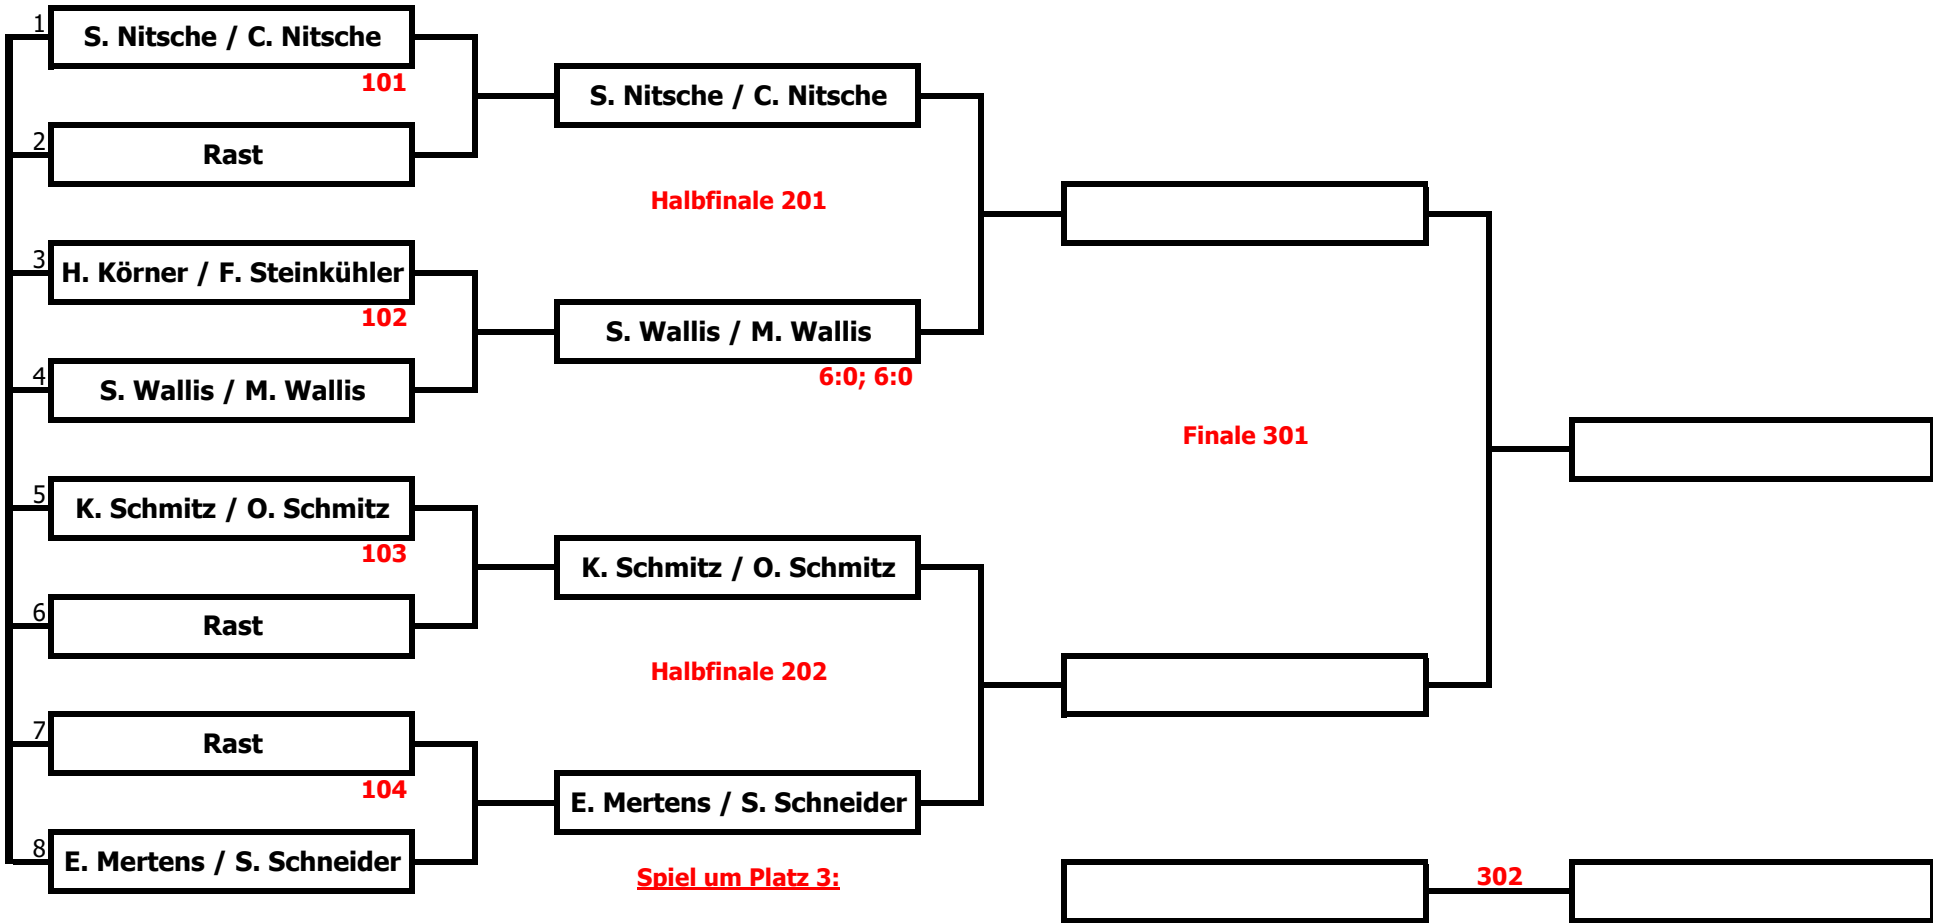 1
S. Nitsche / C. Nitsche
101
2
Rast
3
H. Körner / F. Steinkühler
102
4
S. Wallis / M. Wallis
5
K. Schmitz / O. Schmitz
103
6
Rast
7
Rast
104
8
E. Mertens / S. Schneider
S. Nitsche / C. Nitsche
Halbfinale 201
S. Wallis / M. Wallis
6:0; 6:0
K. Schmitz / O. Schmitz
Halbfinale 202
E. Mertens / S. Schneider
Finale 301
Spiel um Platz 3:
302